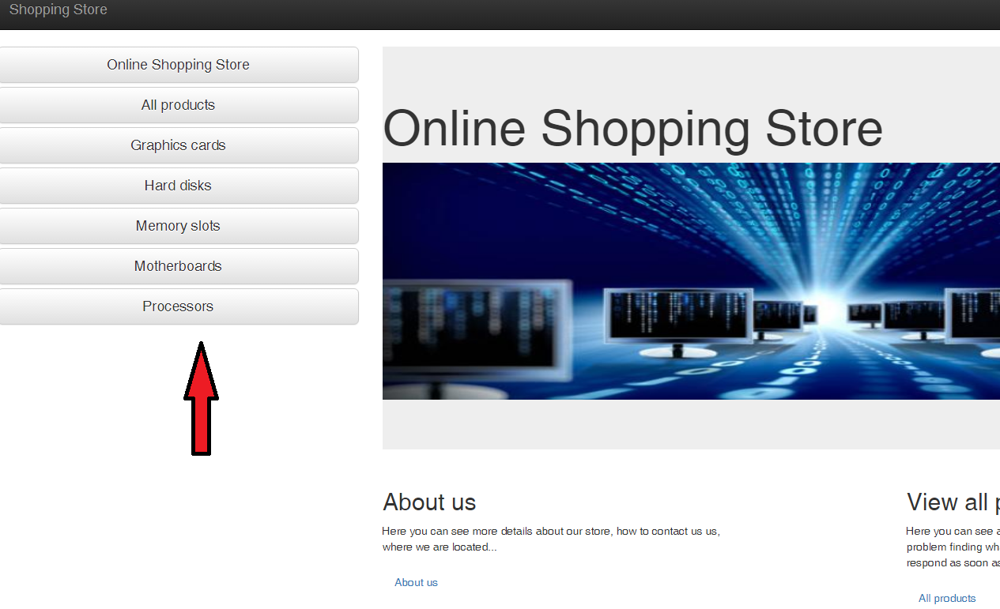 Shopping Store
Online Shopping Store
All products
Graphics cards
Hard disks
Memory slots
Motherboards
Processors
Online Shopping Store
About us
Here you can see more details about our store, how to contact us us,
where we are located...
About us
View all
Here you can see
problem finding
respond as soon
All products